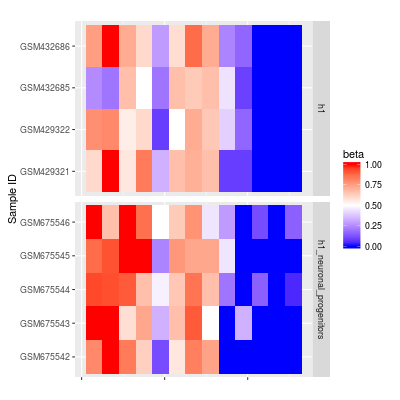 GSM432686
GSM432685
GSM429322
GSM429321
h1
GSM675546
GSM675545
GSM675544
GSM675543
GSM675542
h1_neuronal_progenitors
Sample ID
beta
1.00
0.75
0.50
0.25
0.00